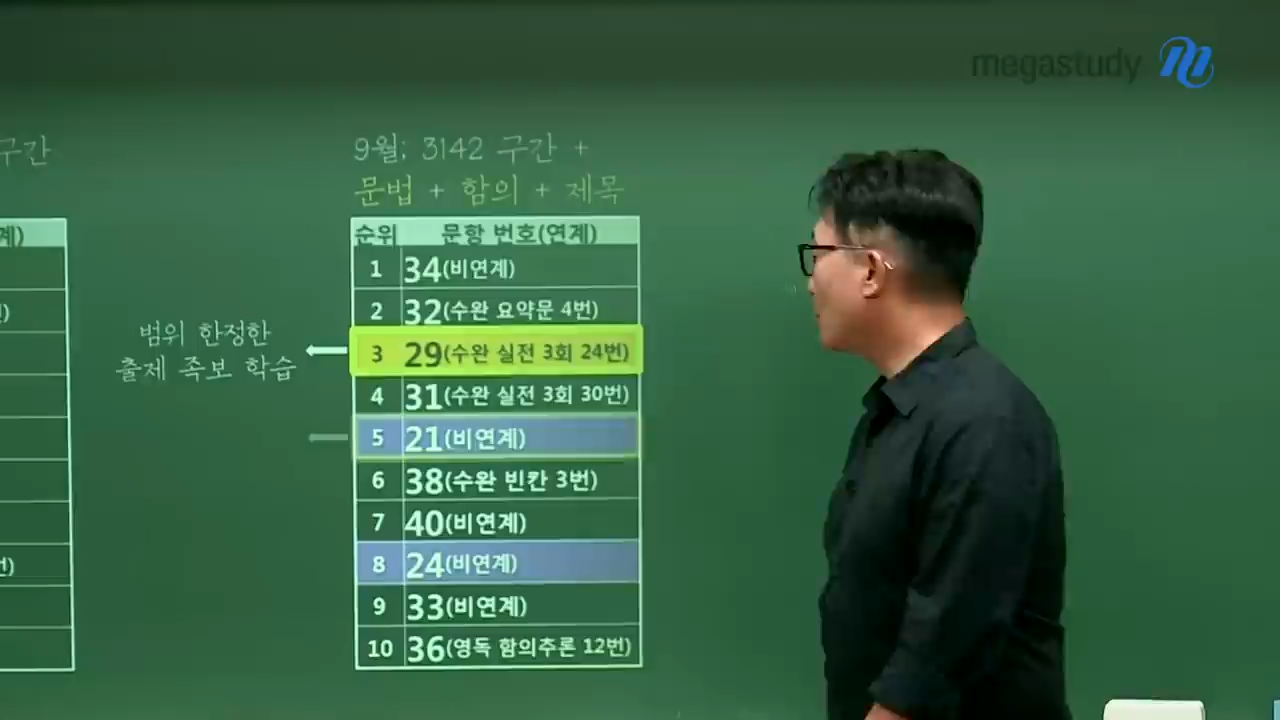 megastudy
구간
9월: 3142 구간 +
문법 + 함의 + 제목
계)
순위 문항 번호(연계)
1 34(비연계)
2 32(수완 요약문 4번)
범위 한정한
출제 족보 학습
3 29(수완 실전 3회 24번)
4 31(수완 실전 3회 30번)
5 21(비연계)
6 38(수완 빈칸 3번)
7 40(비연계)
8 24(비연계)
9 33(비연계)
10 36(영독 함의추론 12번)